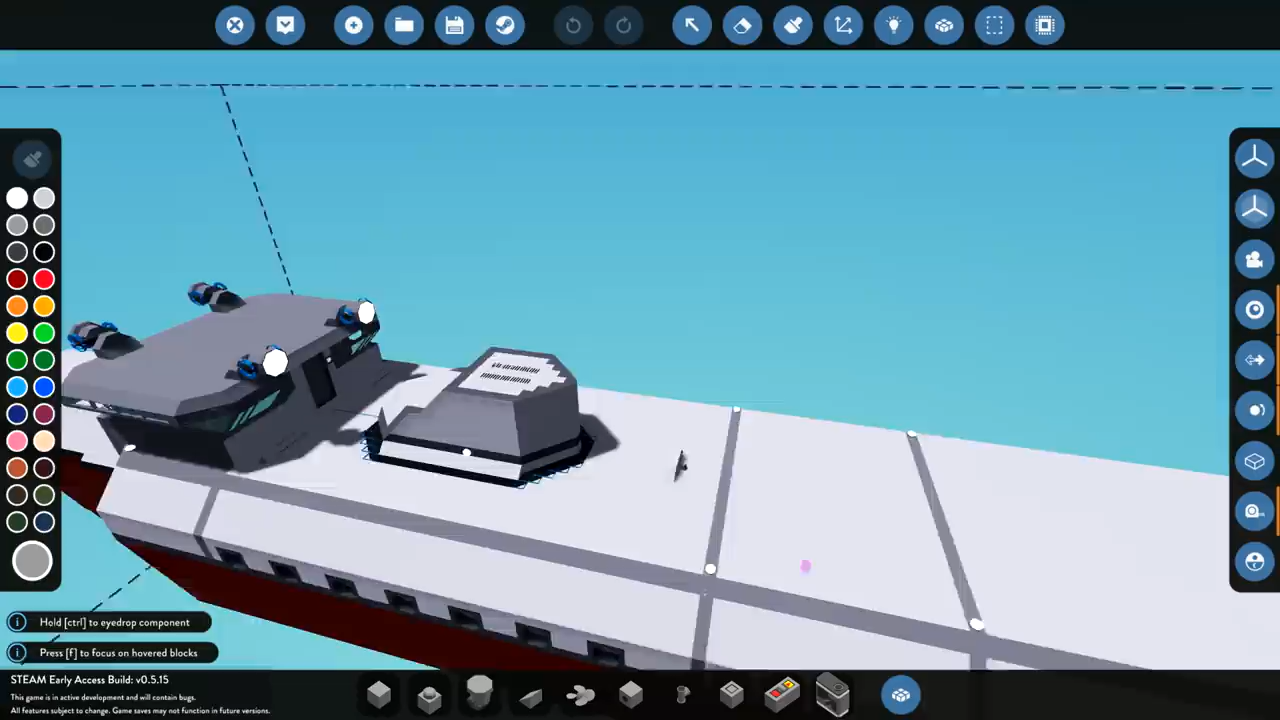 Hold [ctrl] to eyedrop component
Press [f] to focus on hovered blocks
STEAM Early Access Build: v0.5.15
This game is in active development and will contain bugs.
All features subject to change. Game saves may not function in future versions.